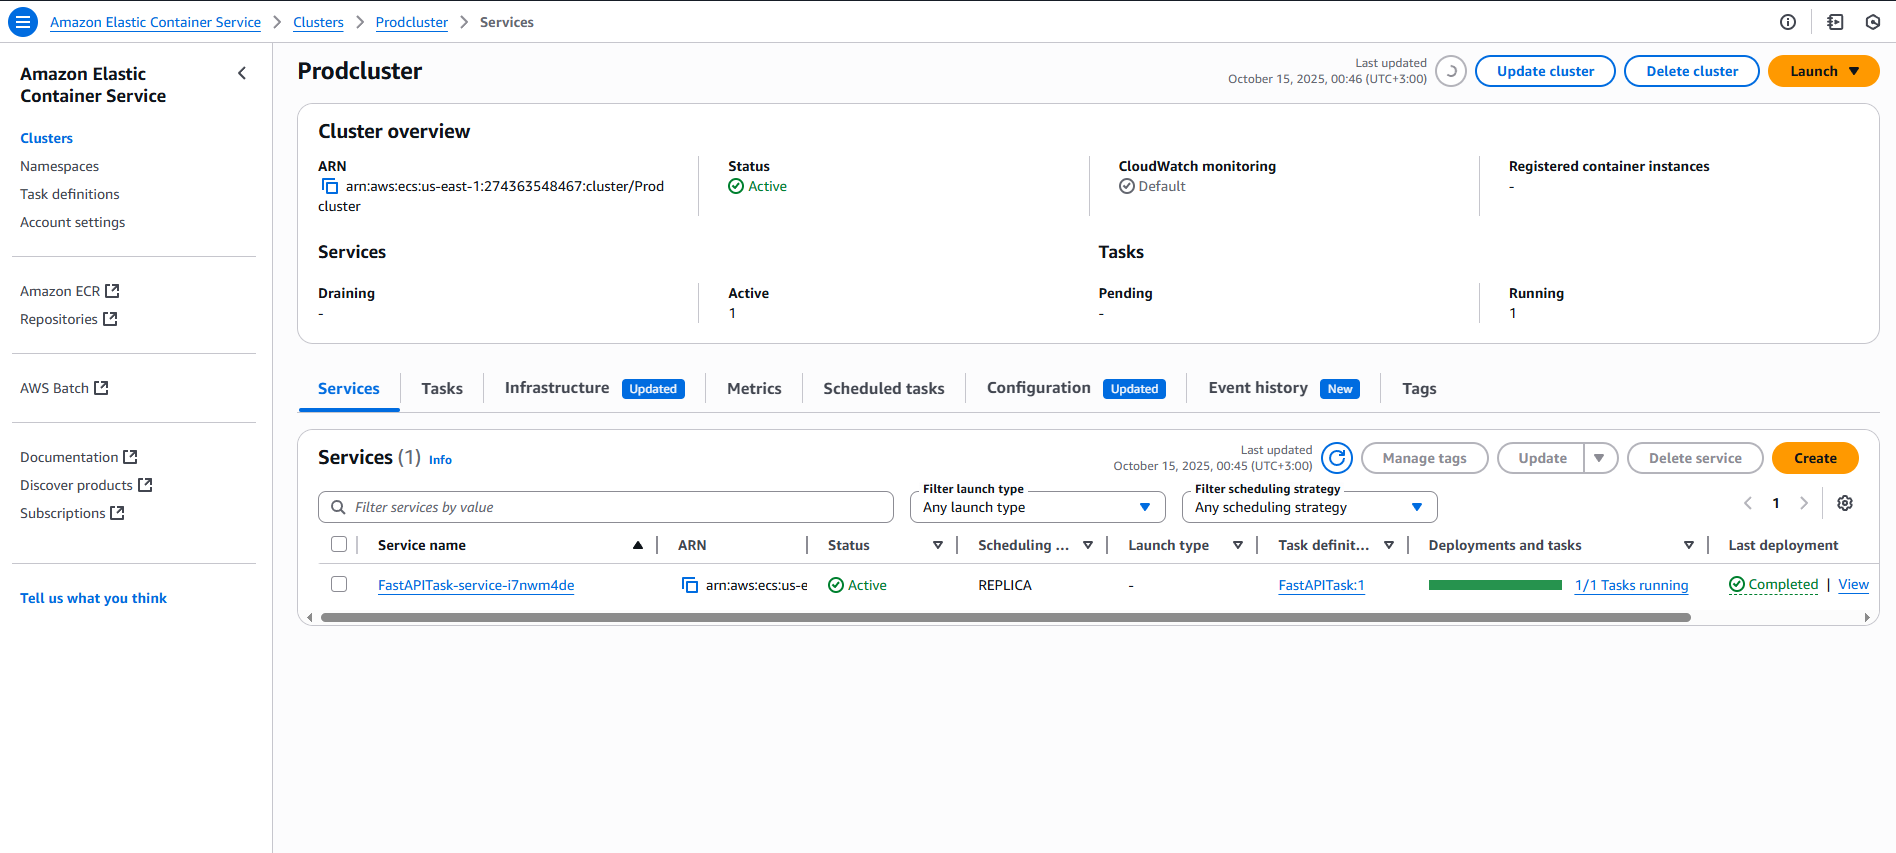 Amazon Elastic Container Service > Clusters > Prodcluster > Services
Amazon Elastic
Container Service
Clusters
Namespaces
Task definitions
Account settings
Amazon ECR
Repositories
AWS Batch
Documentation
Discover products
Subscriptions
Tell us what you think
Prodcluster
Last updated
October 15, 2025, 00:46 (UTC+3:00)
Update cluster
Delete cluster
Launch
Cluster overview
ARN
arn:aws:ecs:us-east-1:274363548467:cluster/Prod
cluster
Status
Active
CloudWatch monitoring
Default
Registered container instances
-
Services
Tasks
Draining
-
Active
1
Pending
-
Running
1
Services
Tasks
Infrastructure Updated
Metrics
Scheduled tasks
Configuration Updated
Event history New
Tags
Services (1) Info
Last updated
October 15, 2025, 00:45 (UTC+3:00)
Manage tags
Update
Delete service
Create
Filter services by value
Filter launch type
Any launch type
Filter scheduling strategy
Any scheduling strategy
1
Service name ARN Status Scheduling ... Launch type Task definit... Deployments and tasks Last deployment
FastAPITask-service-i7nwm4de arn:aws:ecs:us-e Active REPLICA - FastAPITask:1 1/1 Tasks running Completed | View